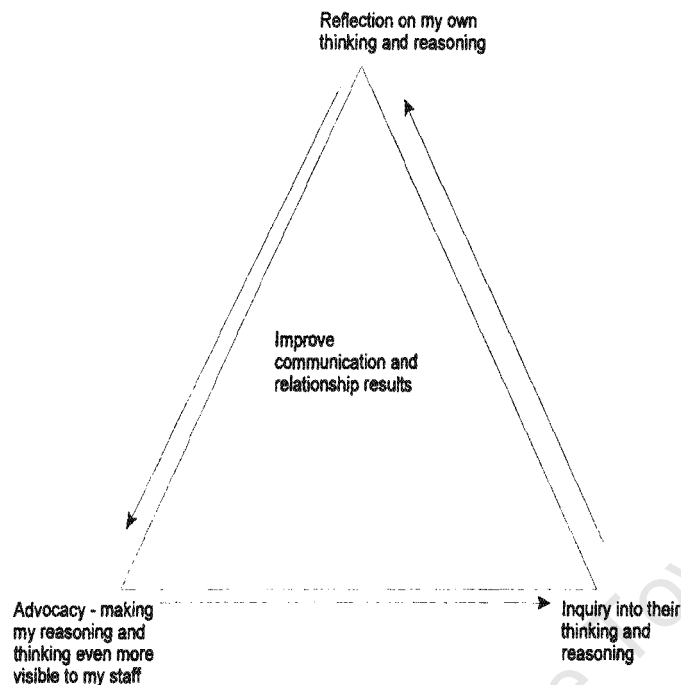 Reflection on my own
thinking and reasoning
Improve
communication and
relationship results
Advocacy - making
my reasoning and
thinking even more
visible to my staff
Inquiry into their
thinking and
reasoning